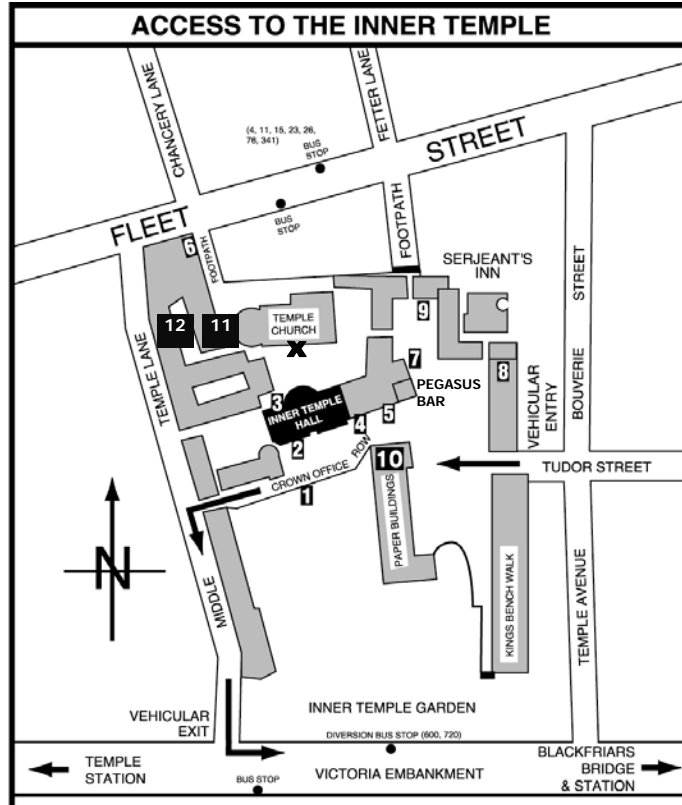 ACCESS TO THE INNER TEMPLE
CHANCERY LANE
FETTER LANE
(4, 11, 15, 23, 26,
76, 341)
BUS
STOP
STREET
BUS
STOP
FLEET
FOOTPATH
6
FOOTPATH
SERJEANT'S
INN
BOUVERIE STREET
9
12
11
TEMPLE
CHURCH
X
7
8
TEMPLE LANE
PEGASUS
BAR
3
INNER TEMPLE
HALL
5
4
2
VEHICULAR
ENTRY
CROWN OFFICE ROW
10
TUDOR STREET
1
PAPER BUILDINGS
N
MIDDLE
KINGS BENCH WALK
TEMPLE AVENUE
INNER TEMPLE GARDEN
VEHICULAR
EXIT
DIVERSION BUS STOP (600, 720)
TEMPLE
STATION
BUS STOP
VICTORIA EMBANKMENT
BLACKFRIARS
BRIDGE
& STATION